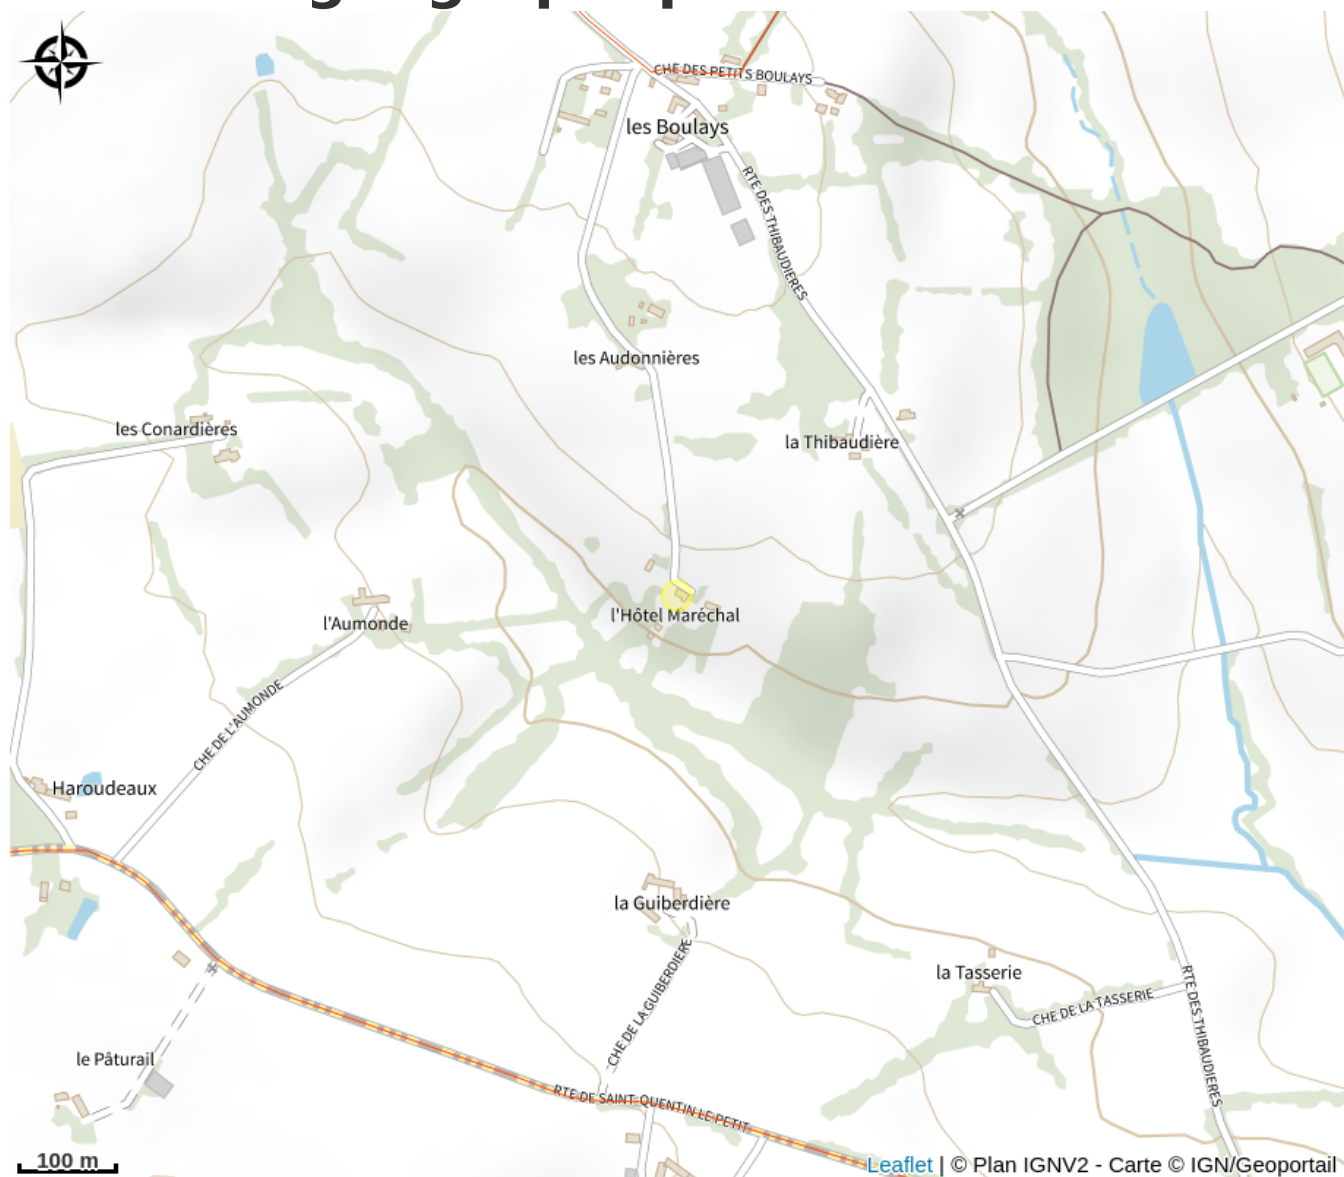 CHE DES PETITS BOULAYS
les Boulays
RTE DES THIBAUDIERES
les Audonnières
les Conardières
la Thibaudière
l'Hôtel Maréchal
l'Aumonde
CHE DE L'AUMONDE
Haroudeaux
la Guiberdière
CHE DE LA GUIBERDIERE
la Tasserie
CHE DE LA TASSERIE
RTE DES THIBAUDIERES
le Pâturail
RTE DE SAINT-QUENTIN LE PETIT
100 m
Leaflet | © Plan IGNV2 - Carte © IGN/Geoportail